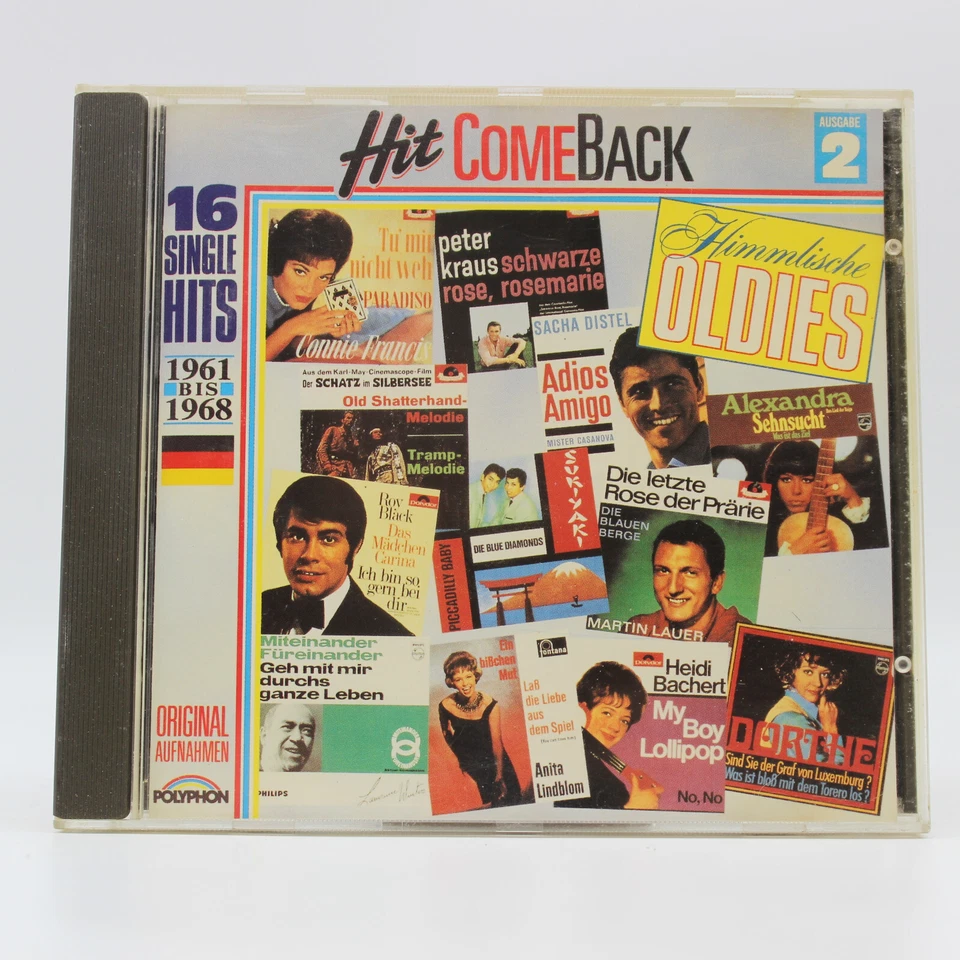 Hit COMEBACK
AUSGABE
2
16
SINGLE
HITS
1961
BIS
1968
ORIGINAL
AUFNAHMEN
POLYPHON
Himmlische
OLDIES
Tu' mir
nicht weh
PARADISO
Connie Francis
peter
kraus schwarze
rose, rosemarie
SACHA DISTEL
Adios
Amigo
MISTER CASANOVA
Aus dem Karl-May-Cinemascope-Film
Der SCHATZ im SILBERSEE
Old Shatterhand-
Melodie
Tramp-
Melodie
Alexandra
Sehnsucht
Was ist das Ziel
Roy
Black
Das
Mädchen
Carina
Ich bin so
gern bei
dir
SUKIYAKI
THE BLUE DIAMONDS
PICCADILLY BABY
Die letzte
Rose der Prärie
DIE
BLAUEN
BERGE
MARTIN LAUER
Miteinander
Füreinander
Geh mit mir
durchs
ganze Leben
PHILIPS
Ein
bißchen
Mut
fontana
Laß
die Liebe
aus
dem Spiel
Anita
Lindblom
Polydor
Heidi
Bachert
My
Boy
Lollipop
No, No
DORTHE
Sind Sie der Graf von Luxemburg?
Was ist bloß mit dem Torero los?